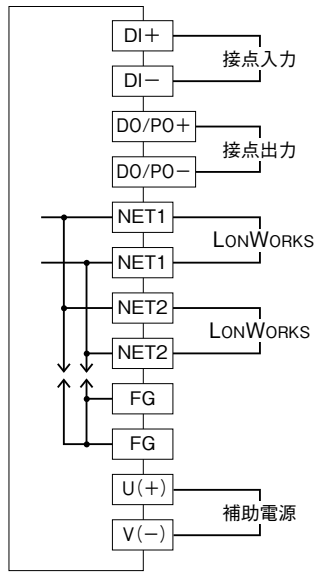 DI＋
接点入力
DI－
DO/PO＋
接点出力
DO/PO－
NET1
LONWORKS
NET1
NET2
LONWORKS
NET2
FG
FG
U(＋)
補助電源
V(－)